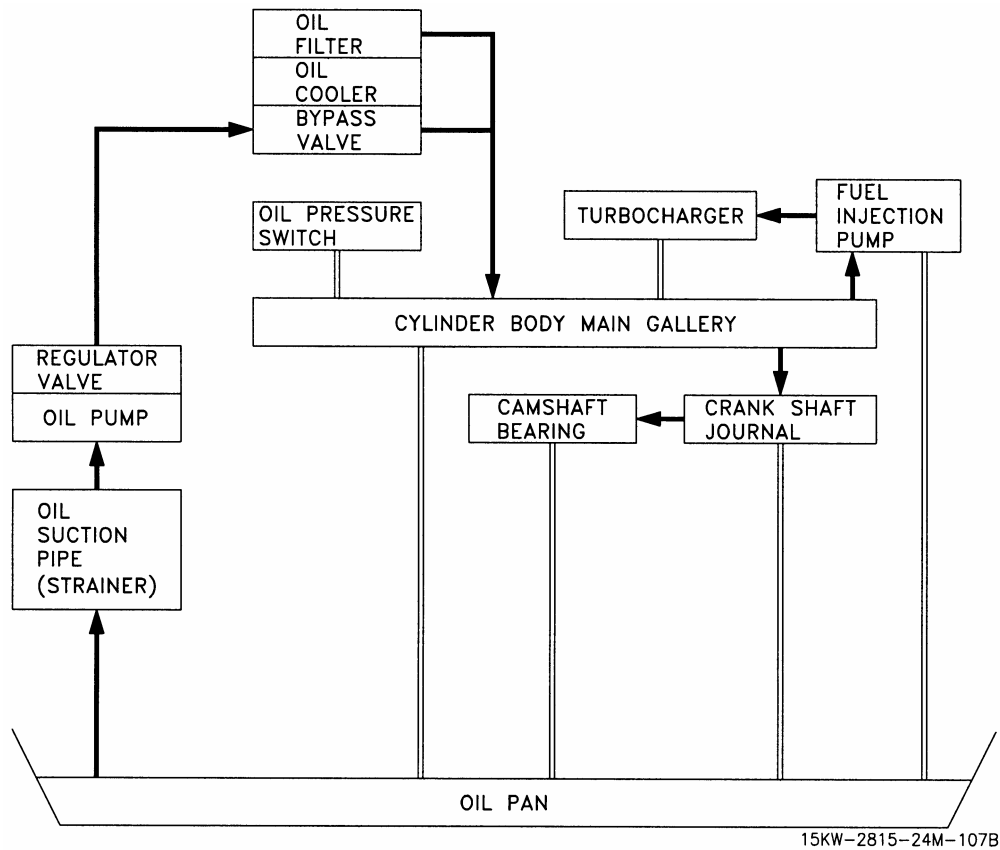 OIL
FILTER
OIL
COOLER
BYPASS
VALVE
OIL PRESSURE
SWITCH
TURBOCHARGER
FUEL
INJECTION
PUMP
CYLINDER BODY MAIN GALLERY
REGULATOR
VALVE
OIL PUMP
CAMSHAFT
BEARING
CRANK SHAFT
JOURNAL
OIL
SUCTION
PIPE
(STRAINER)
OIL PAN
15KW-2815-24M-107B